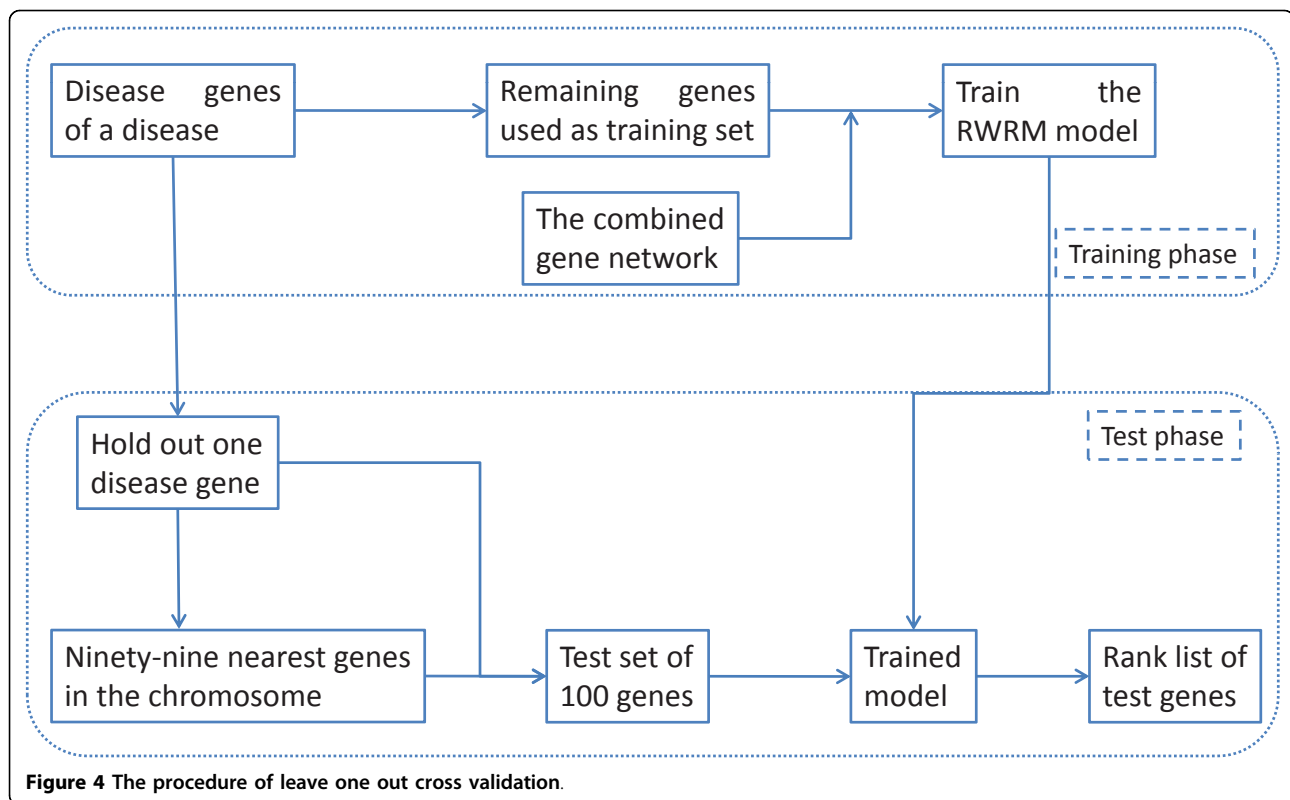 Disease genes
of a disease
Remaining genes
used as training set
Train the
RWRM model
The combined
gene network
Training phase
Test phase
Hold out one
disease gene
Ninety-nine nearest genes
in the chromosome
Test set of
100 genes
Trained
model
Rank list of
test genes
Figure 4 The procedure of leave one out cross validation.